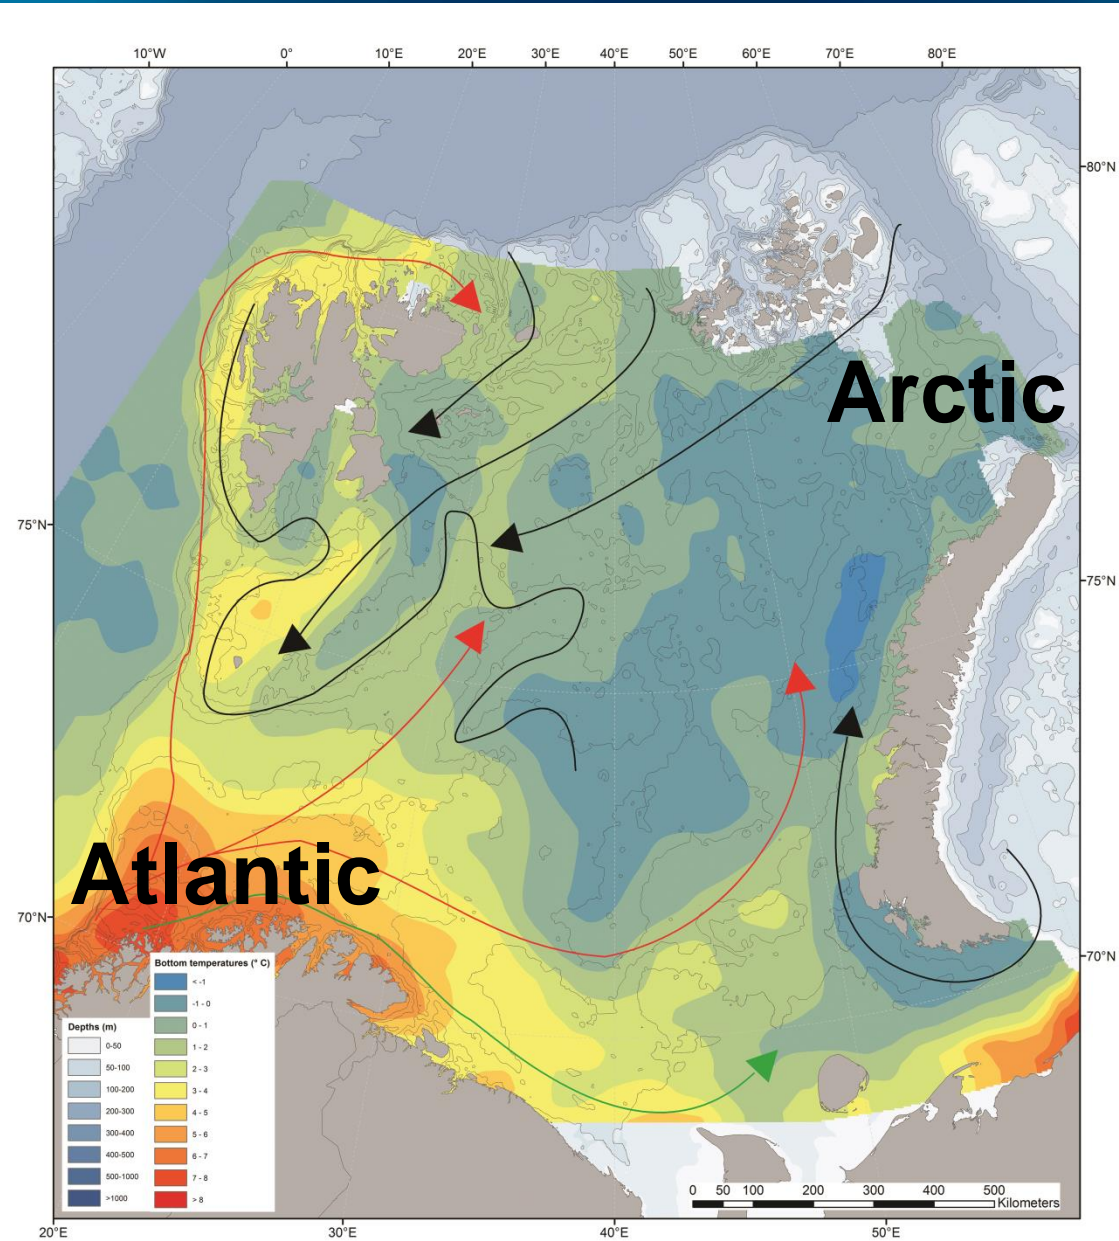 10°W 0° 10°E 20°E 30°E 40°E 50°E 60°E 70°E 80°E
80°N
Arctic
75°N
75°N
Atlantic
70°N
70°N
Bottom temperatures (° C)
< -1
-1 - 0
0 - 1
1 - 2
2 - 3
3 - 4
4 - 5
5 - 6
6 - 7
7 - 8
> 8
Depths (m)
0-50
50-100
100-200
200-300
300-400
400-500
500-1000
>1000
0 50 100 200 300 400 500
Kilometers
20°E 30°E 40°E 50°E